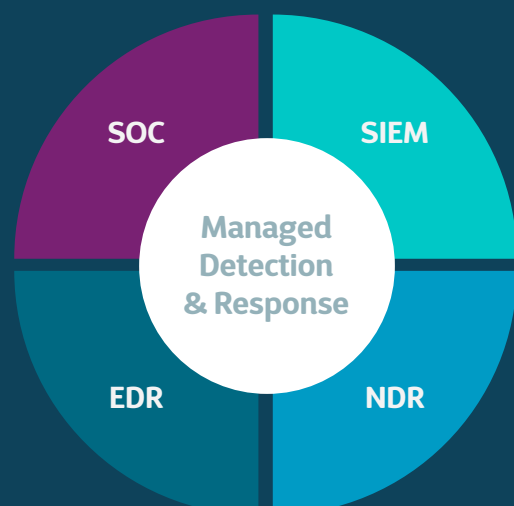 SOC
SIEM
Managed
Detection
& Response
EDR
NDR